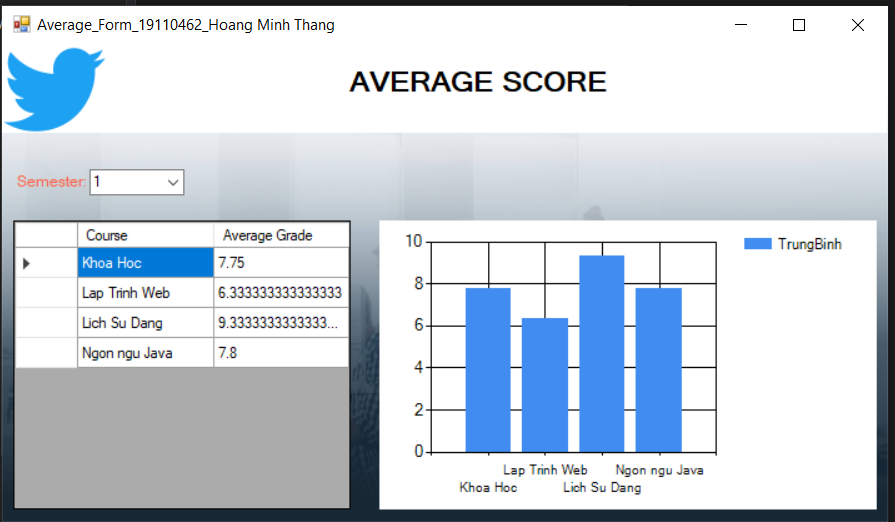 Average_Form_19110462_Hoang Minh Thang
AVERAGE SCORE
Semester: 1
Course Average Grade
Khoa Hoc 7.75
Lap Trinh Web 6.333333333333333
Lich Su Dang 9.3333333333333...
Ngon ngu Java 7.8
10
8
6
4
2
0
Lap Trinh Web Ngon ngu Java
Khoa Hoc Lich Su Dang
TrungBinh